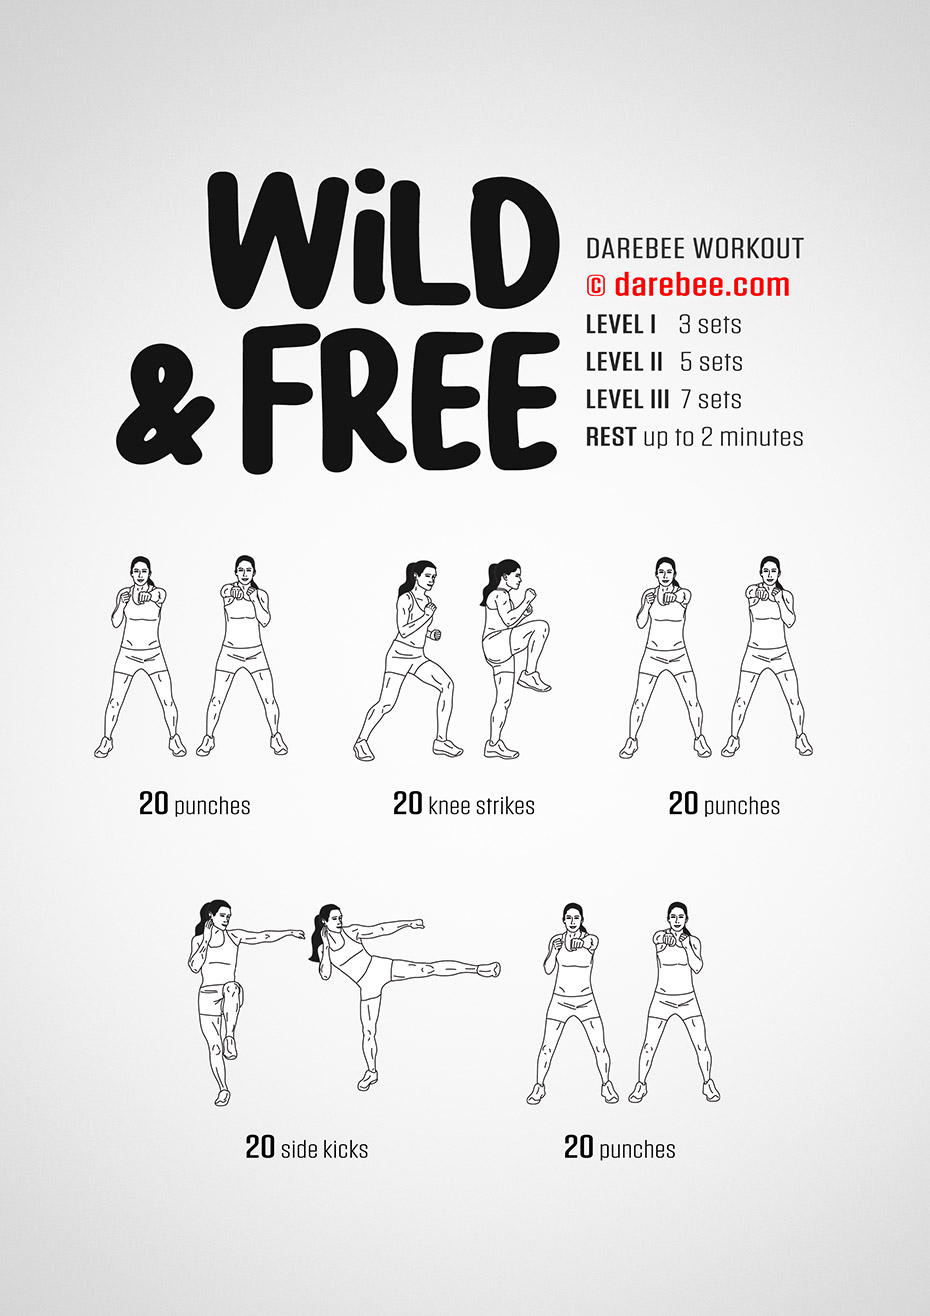 WiLD
& FREE
DAREBEE WORKOUT
© darebee.com
LEVEL I 3 sets
LEVEL II 5 sets
LEVEL III 7 sets
REST up to 2 minutes
20 punches
20 knee strikes
20 punches
20 side kicks
20 punches